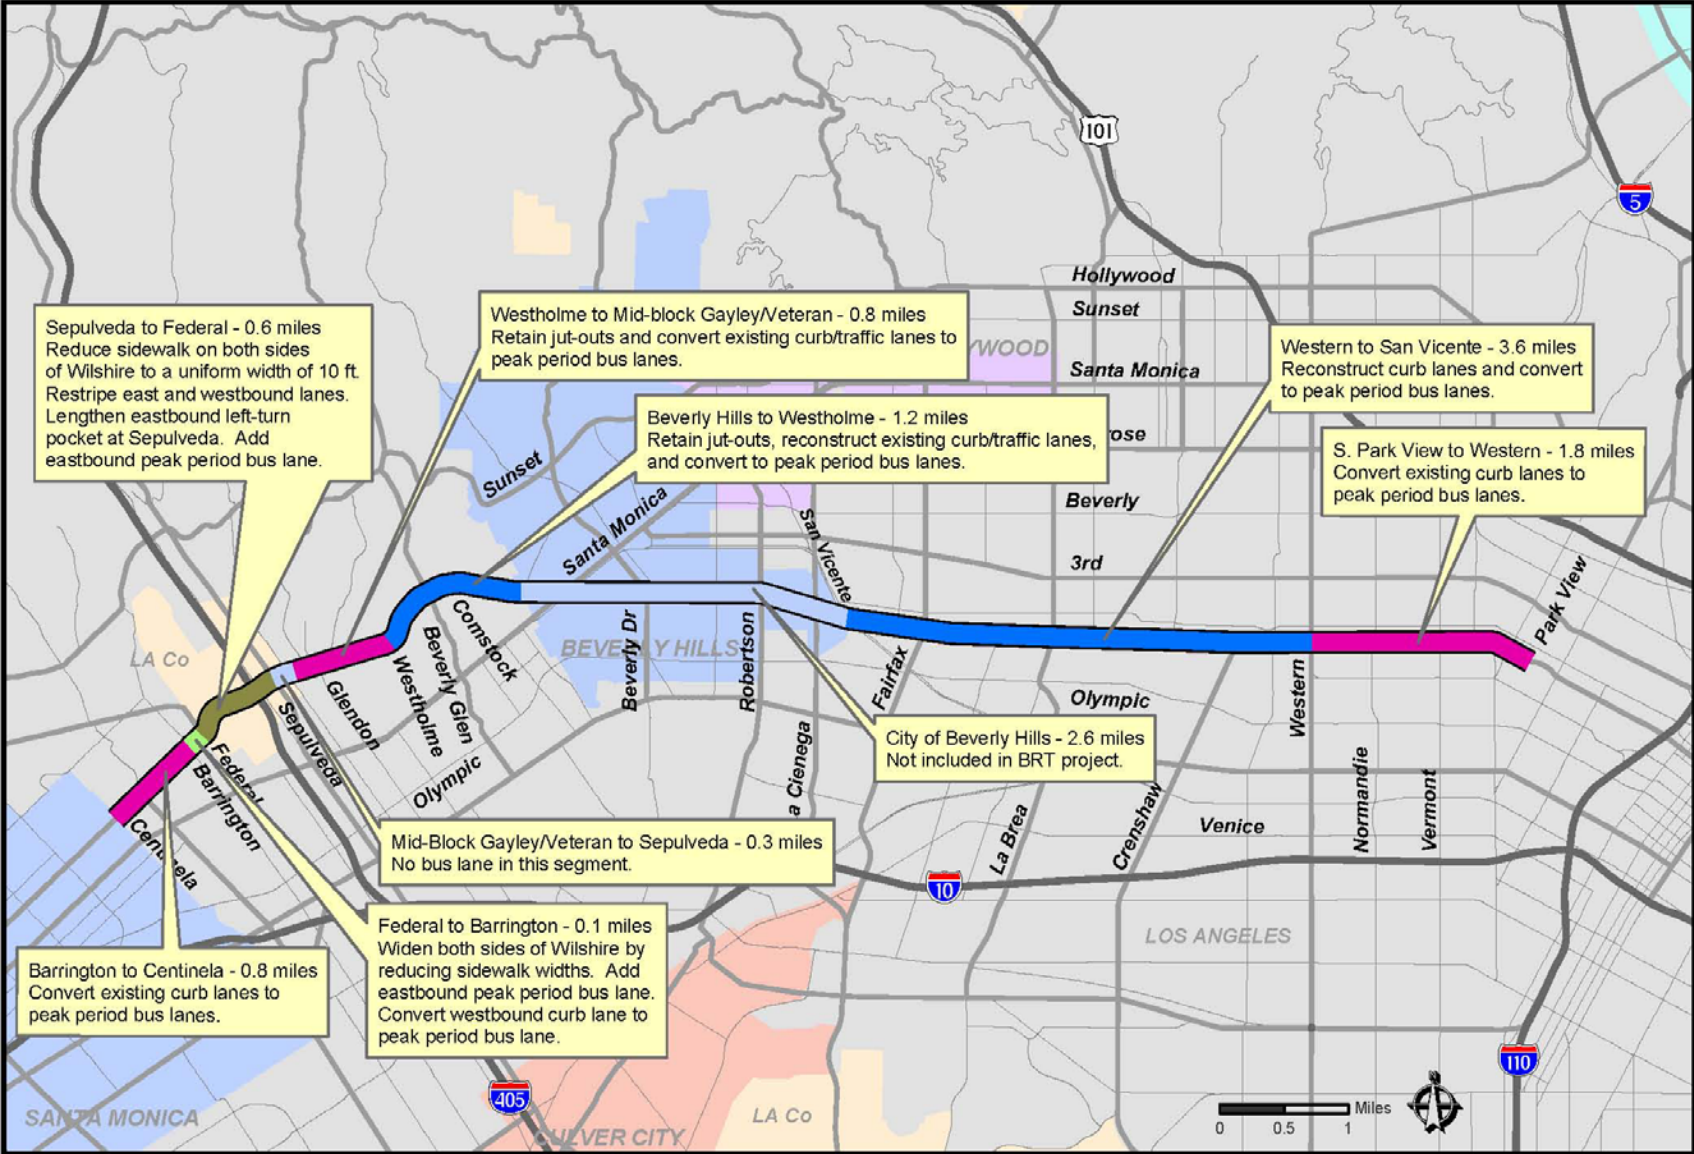 101
5
Hollywood
Sunset
YWOOD
Santa Monica
rose
Beverly
3rd
Sepulveda to Federal - 0.6 miles
Reduce sidewalk on both sides
of Wilshire to a uniform width of 10 ft.
Restripe east and westbound lanes.
Lengthen eastbound left-turn
pocket at Sepulveda. Add
eastbound peak period bus lane.
Westholme to Mid-block Gayley/Veteran - 0.8 miles
Retain jut-outs and convert existing curb/traffic lanes to
peak period bus lanes.
Beverly Hills to Westholme - 1.2 miles
Retain jut-outs, reconstruct existing curb/traffic lanes,
and convert to peak period bus lanes.
Western to San Vicente - 3.6 miles
Reconstruct curb lanes and convert
to peak period bus lanes.
S. Park View to Western - 1.8 miles
Convert existing curb lanes to
peak period bus lanes.
Sunset
Santa Monica
San Vicente
Park View
LA Co
BEVERLY HILLS
Comstock
Beverly Glen
Westholme
Glendon
Sepulveda
Federal
Barrington
Centinela
Olympic
Beverly Dr
Robertson
a Cienega
Fairfax
Olympic
Western
La Brea
Crenshaw
Venice
Normandie
Vermont
City of Beverly Hills - 2.6 miles
Not included in BRT project.
Mid-Block Gayley/Veteran to Sepulveda - 0.3 miles
No bus lane in this segment.
10
Federal to Barrington - 0.1 miles
Widen both sides of Wilshire by
reducing sidewalk widths. Add
eastbound peak period bus lane.
Convert westbound curb lane to
peak period bus lane.
Barrington to Centinela - 0.8 miles
Convert existing curb lanes to
peak period bus lanes.
LOS ANGELES
110
405
SANTA MONICA
CULVER CITY
LA Co
Miles
0 0.5 1
N